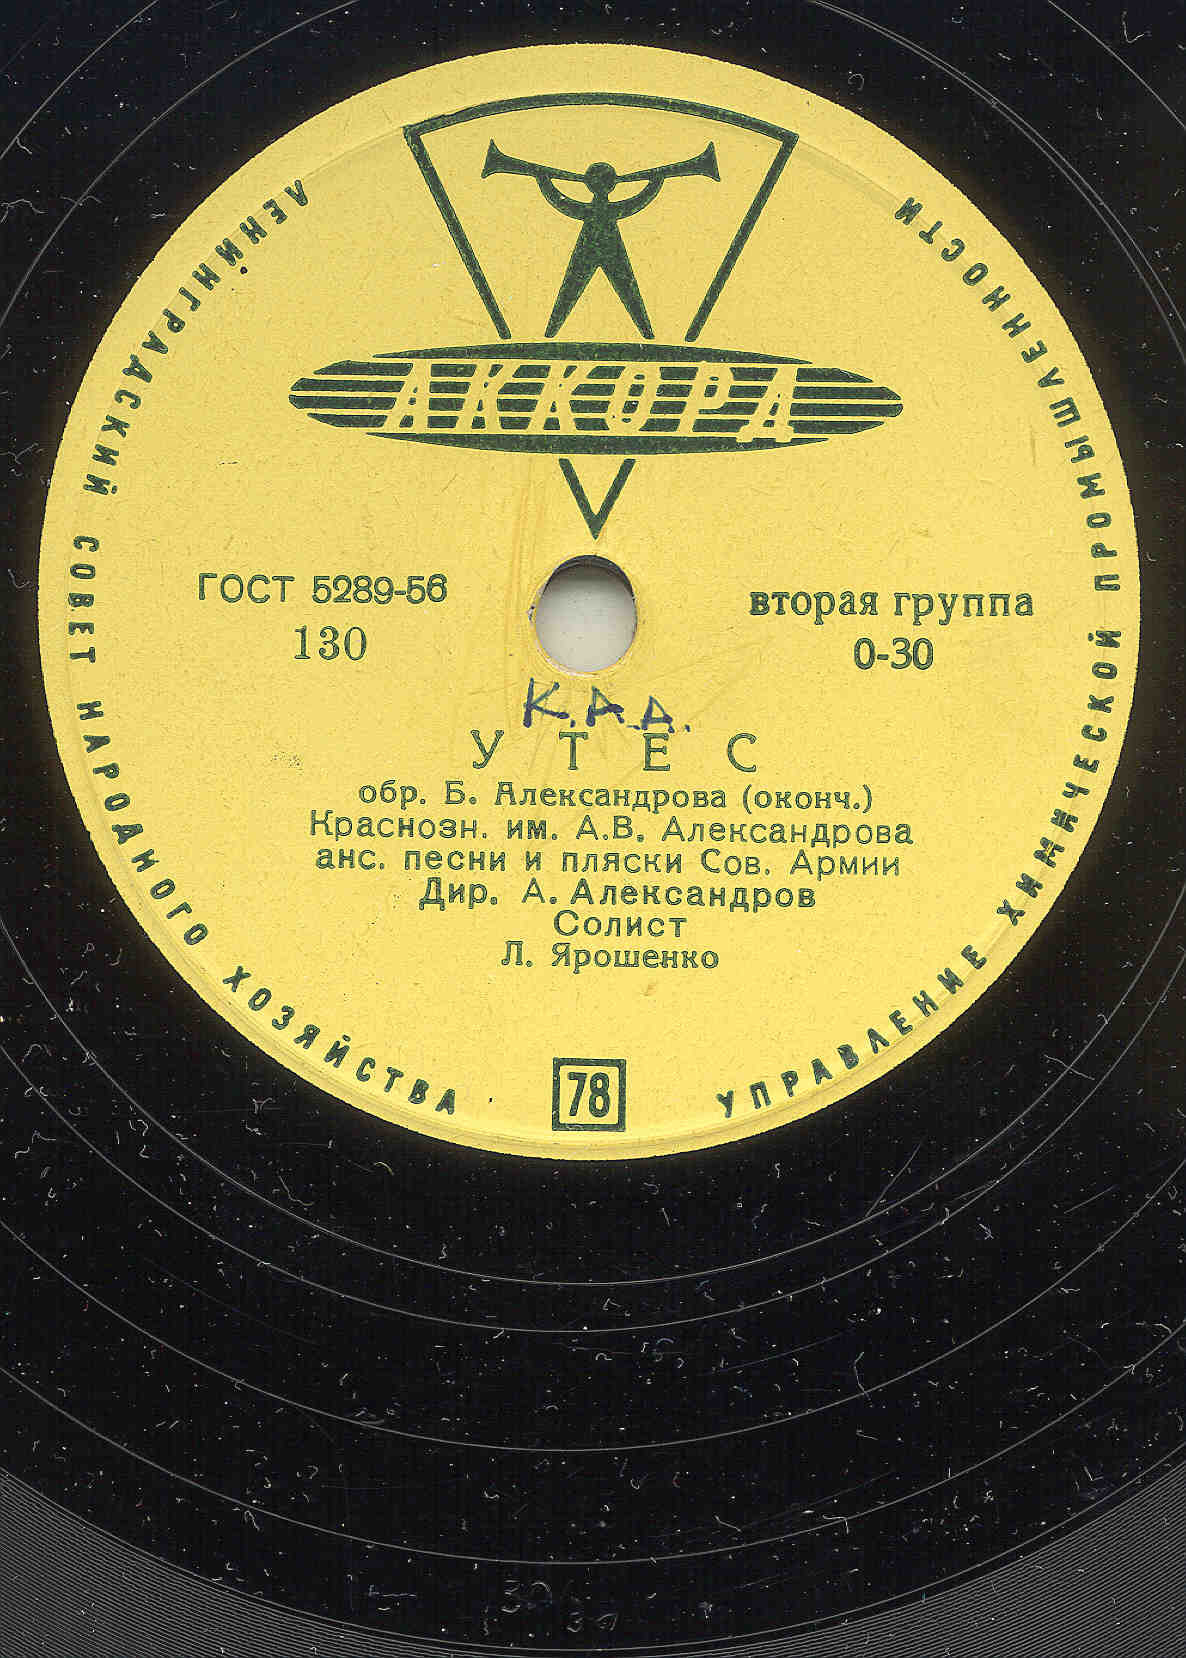 АККОРД
ЛЕНИНГРАДСКИЙ СОВЕТ НАРОДНОГО ХОЗЯЙСТВА
УПРАВЛЕНИЕ ХИМИЧЕСКОЙ ПРОМЫШЛЕННОСТИ
ГОСТ 5289-56
130
вторая группа
0-30
К.А.А.
УТЕС
обр. Б. Александрова (оконч.)
Краснозн. им. А.В. Александрова
анс. песни и пляски Сов. Армии
Дир. А. Александров
Солист
Л. Ярошенко
78